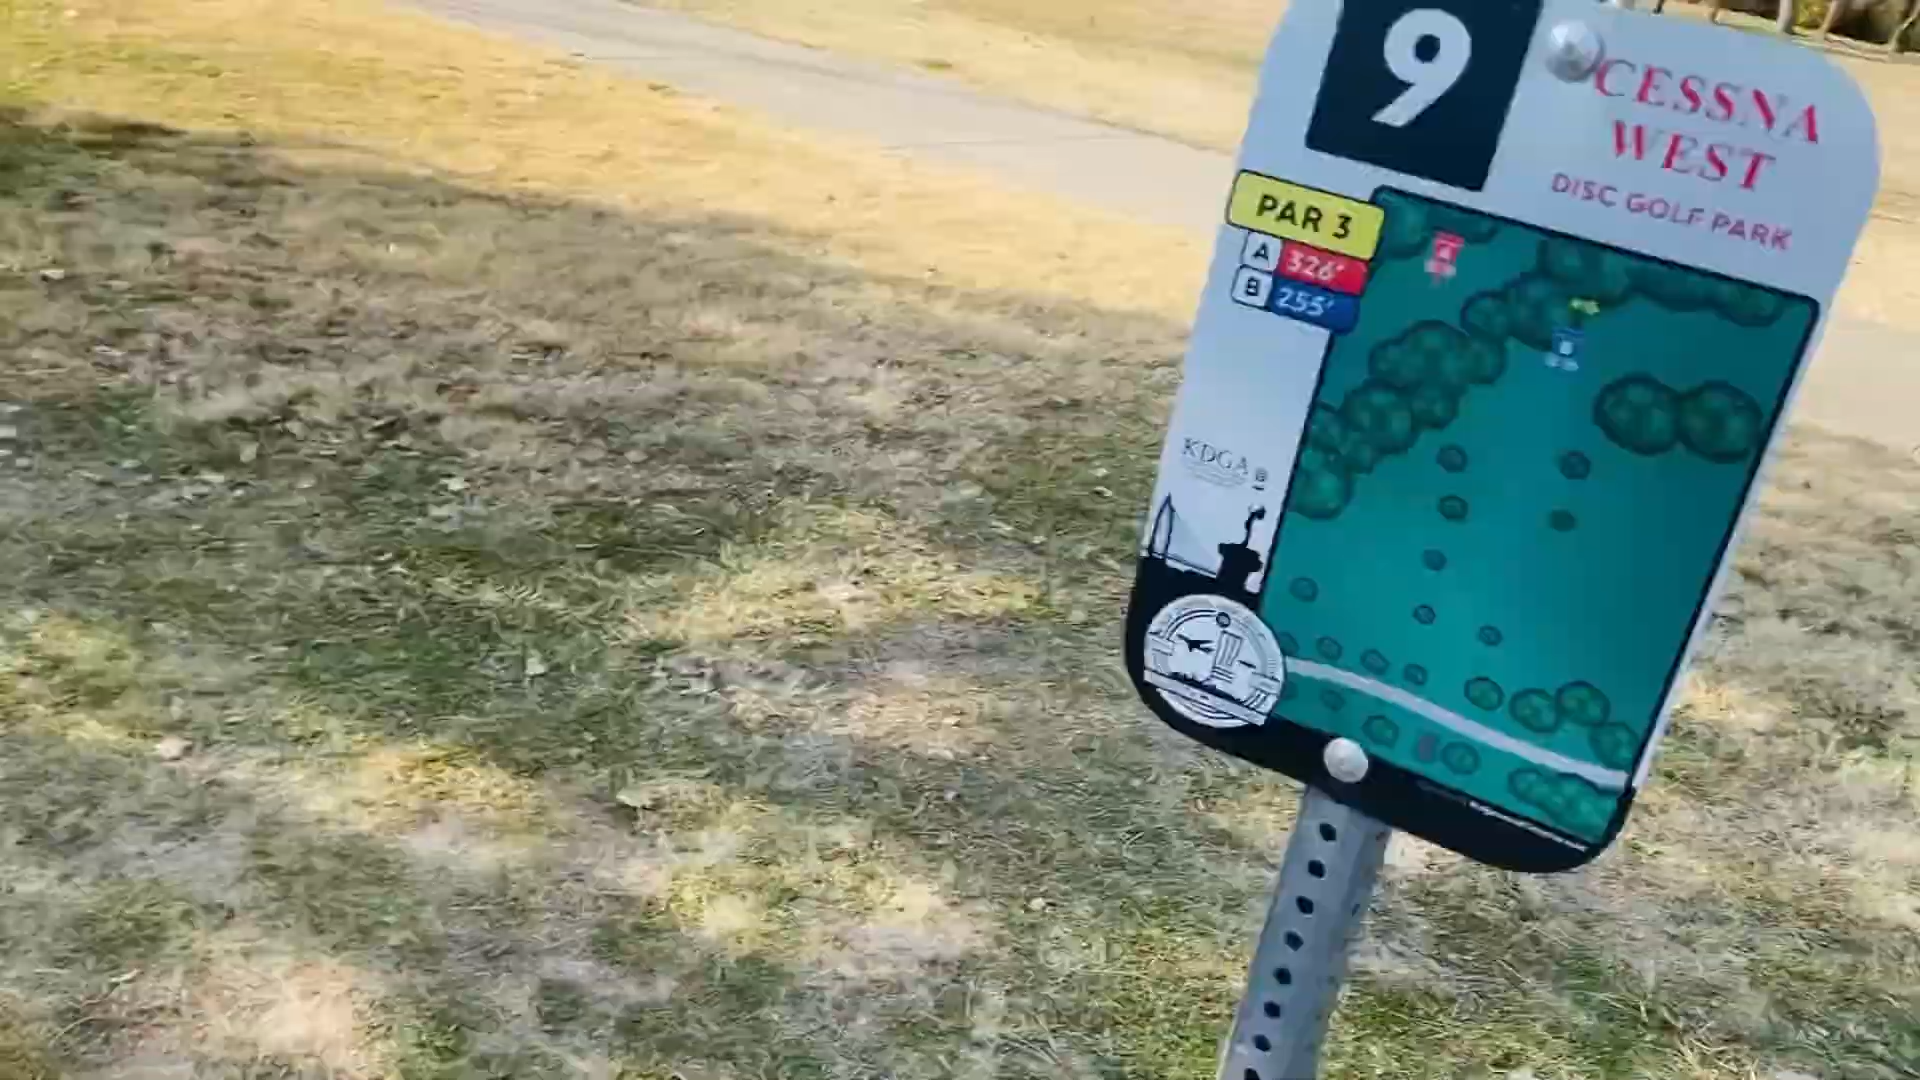 9
CESSNA
WEST
DISC GOLF PARK
PAR 3
A 326'
B 255'
KDGA